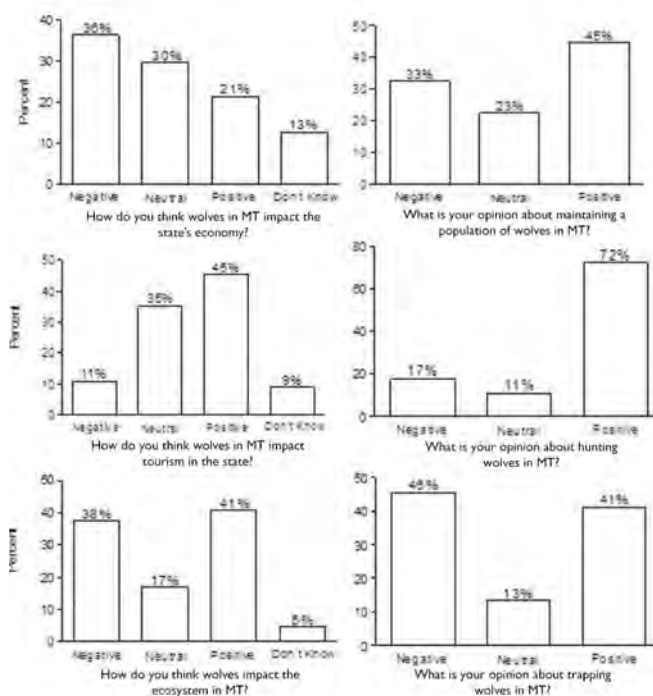 Percent
40
30
20
10
0
36%
30%
21%
13%
Negative Neutral Positive Don't Know
How do you think wolves in MT impact the
state's economy?
50
40
30
20
10
0
33%
23%
45%
Negative Neutral Positive
What is your opinion about maintaining a
population of wolves in MT?
Percent
50
40
30
20
10
0
11%
35%
45%
9%
Negative Neutral Positive Don't Know
How do you think wolves in MT impact
tourism in the state?
80
60
40
20
0
17%
11%
72%
Negative Neutral Positive
What is your opinion about hunting
wolves in MT?
Percent
50
40
30
20
10
0
38%
17%
41%
5%
Negative Neutral Positive Don't Know
How do you think wolves impact the
ecosystem in MT?
50
40
30
20
10
0
46%
13%
41%
Negative Neutral Positive
What is your opinion about trapping
wolves in MT?